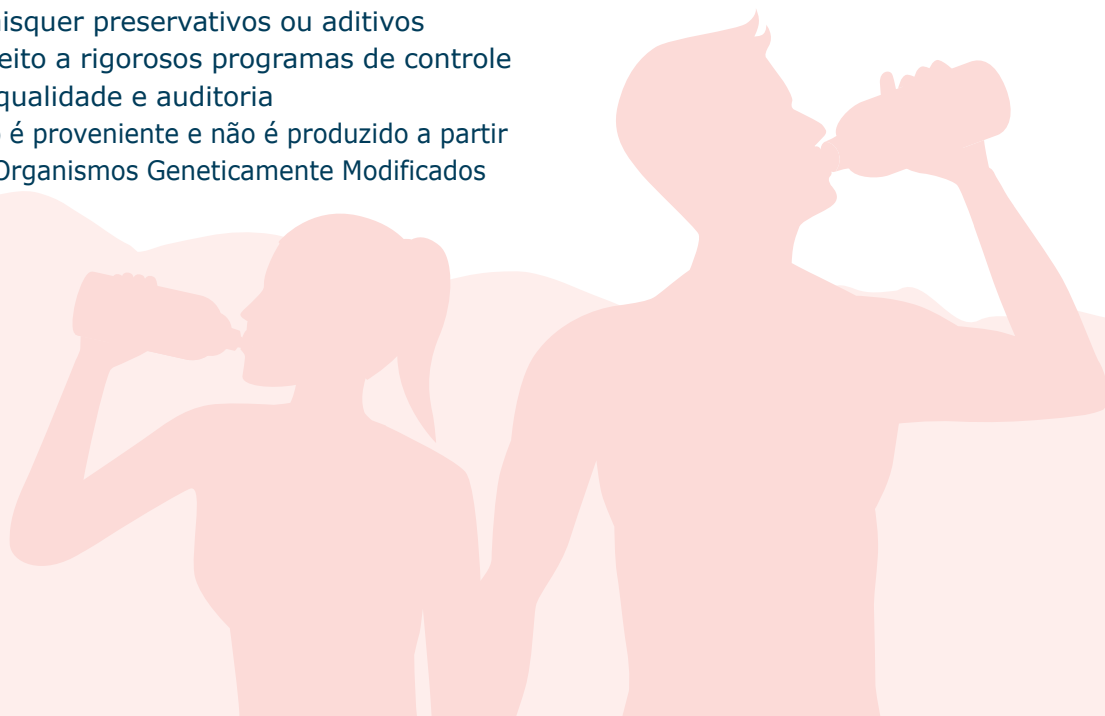 isquer preservativos ou aditivos
eito a rigorosos programas de controle
qualidade e auditoria
é proveniente e não é produzido a partir
Organismos Geneticamente Modificados